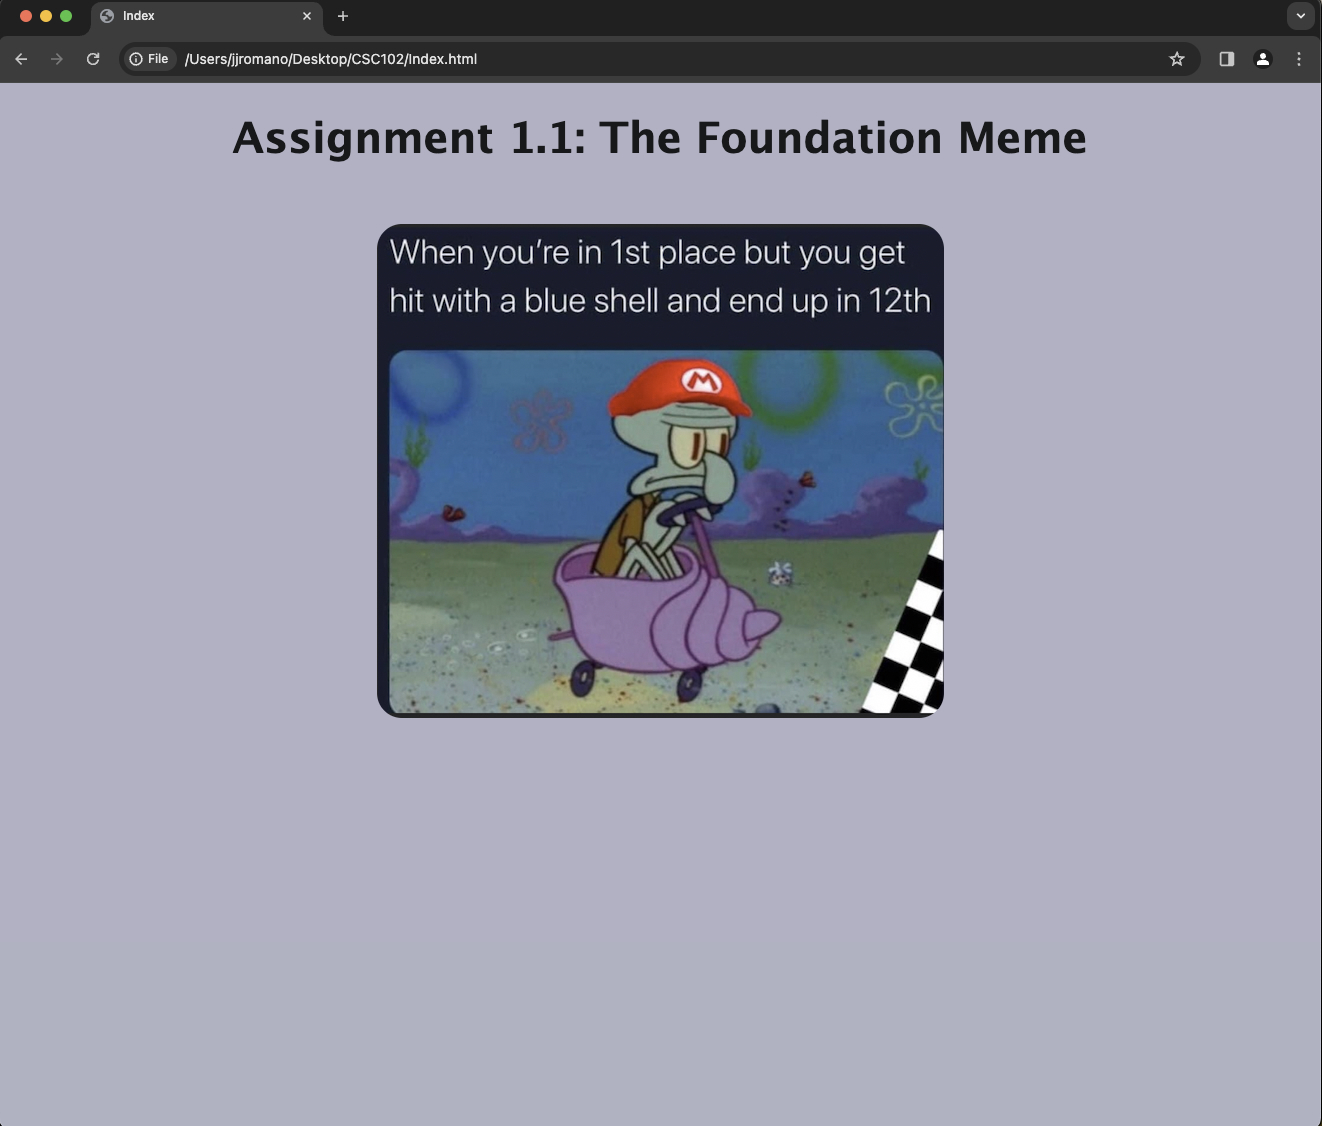 Index
File /Users/jjromano/Desktop/CSC102/Index.html
Assignment 1.1: The Foundation Meme
When you're in 1st place but you get
hit with a blue shell and end up in 12th
M